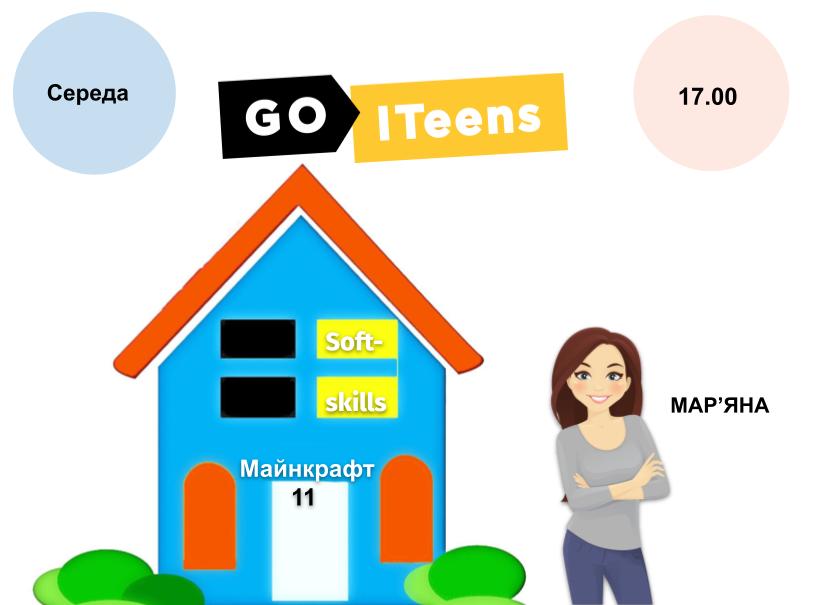 Середа
GO ITeens
17.00
Soft-
skills
МАР’ЯНА
Майнкрафт
11